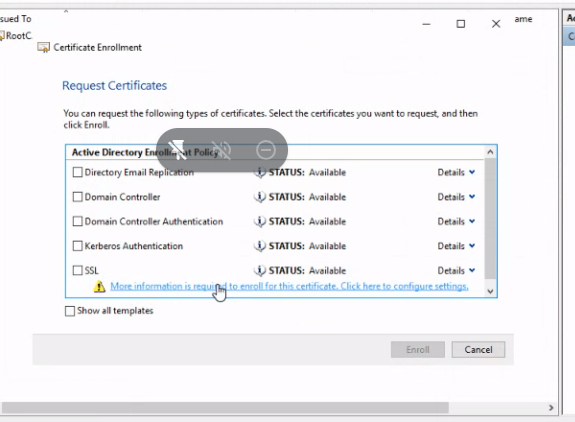 sued To
ame
Ac
RootC
C
Certificate Enrollment
Request Certificates
You can request the following types of certificates. Select the certificates you want to request, and then
click Enroll.
Active Directory Enrollment Policy
Directory Email Replication STATUS: Available Details
Domain Controller STATUS: Available Details
Domain Controller Authentication STATUS: Available Details
Kerberos Authentication STATUS: Available Details
SSL STATUS: Available Details
More information is required to enroll for this certificate. Click here to configure settings.
Show all templates
Enroll Cancel